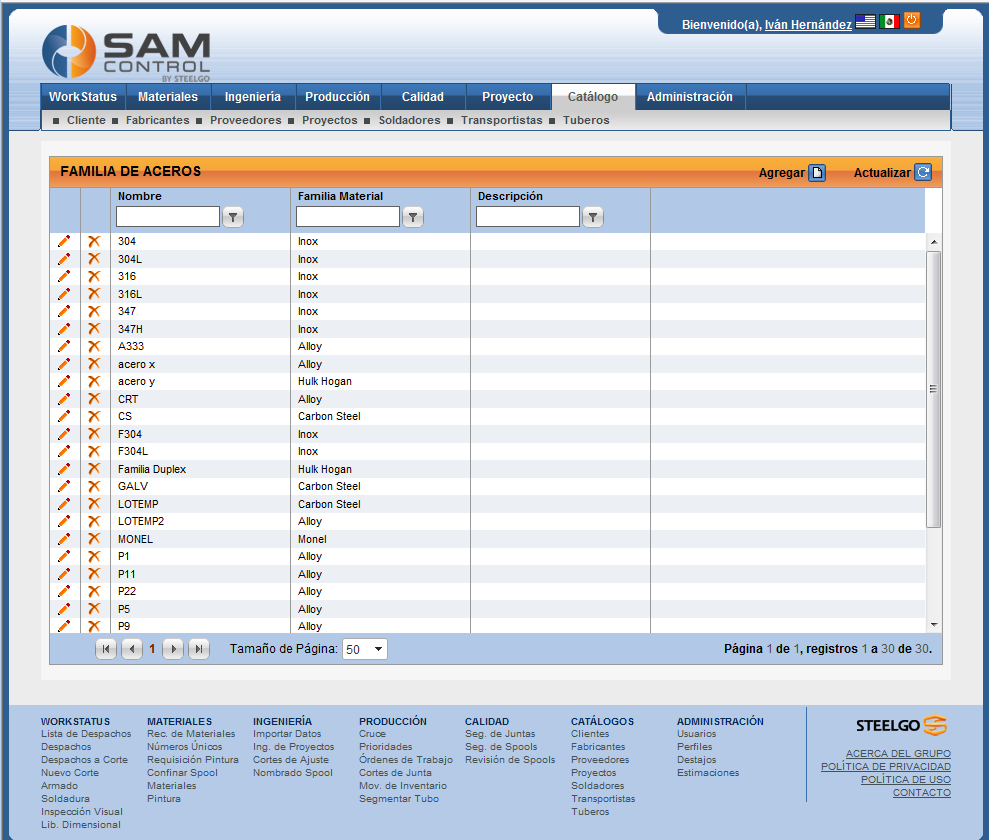 Bienvenido(a), Iván Hernández
SAM
CONTROL
BY STEELGO
WorkStatus Materiales Ingeniería Producción Calidad Proyecto Catálogo Administración
Cliente Fabricantes Proveedores Proyectos Soldadores Transportistas Tuberos
FAMILIA DE ACEROS Agregar Actualizar
Nombre Familia Material Descripción
304 Inox
304L Inox
316 Inox
316L Inox
347 Inox
347H Inox
A333 Alloy
acero x Alloy
acero y Hulk Hogan
CRT Alloy
CS Carbon Steel
F304 Inox
F304L Inox
Familia Duplex Hulk Hogan
GALV Carbon Steel
LOTEMP Carbon Steel
LOTEMP2 Alloy
MONEL Monel
P1 Alloy
P11 Alloy
P22 Alloy
P5 Alloy
P9 Alloy
1 Tamaño de Página: 50 Página 1 de 1, registros 1 a 30 de 30.
WORKSTATUS
Lista de Despachos
Despachos
Despachos a Corte
Nuevo Corte
Armado
Soldadura
Inspección Visual
Lib. Dimensional
MATERIALES
Rec. de Materiales
Números Únicos
Requisición Pintura
Confinar Spool
Materiales
Pintura
INGENIERÍA
Importar Datos
Ing. de Proyectos
Cortes de Ajuste
Nombrado Spool
PRODUCCIÓN
Cruce
Prioridades
Órdenes de Trabajo
Cortes de Junta
Mov. de Inventario
Segmentar Tubo
CALIDAD
Seg. de Juntas
Seg. de Spools
Revisión de Spools
CATÁLOGOS
Clientes
Fabricantes
Proveedores
Proyectos
Soldadores
Transportistas
Tuberos
ADMINISTRACIÓN
Usuarios
Perfiles
Destajos
Estimaciones
STEELGO
ACERCA DEL GRUPO
POLÍTICA DE PRIVACIDAD
POLÍTICA DE USO
CONTACTO